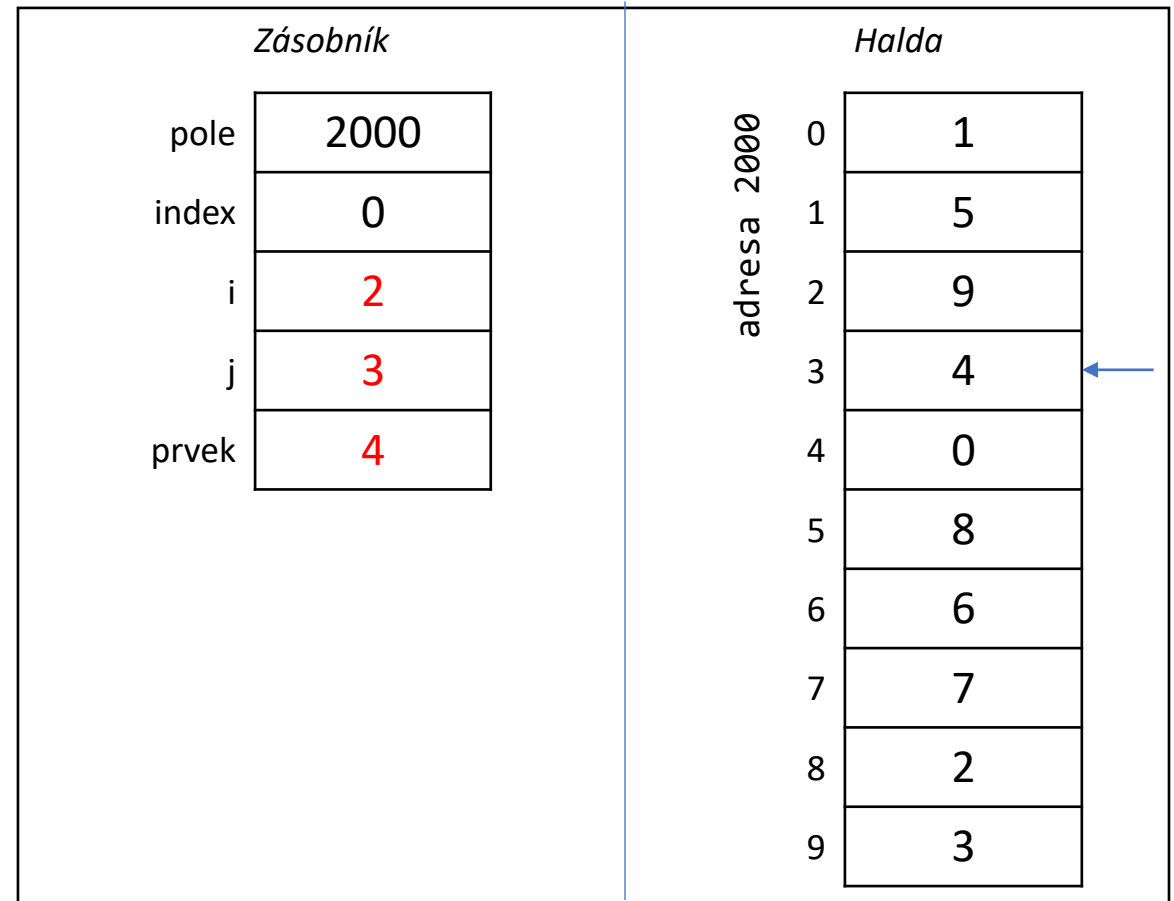 Zásobník
Halda
pole 2000
index 0
i 2
j 3
prvek 4
adresa 2000
0 1
1 5
2 9
3 4
4 0
5 8
6 6
7 7
8 2
9 3